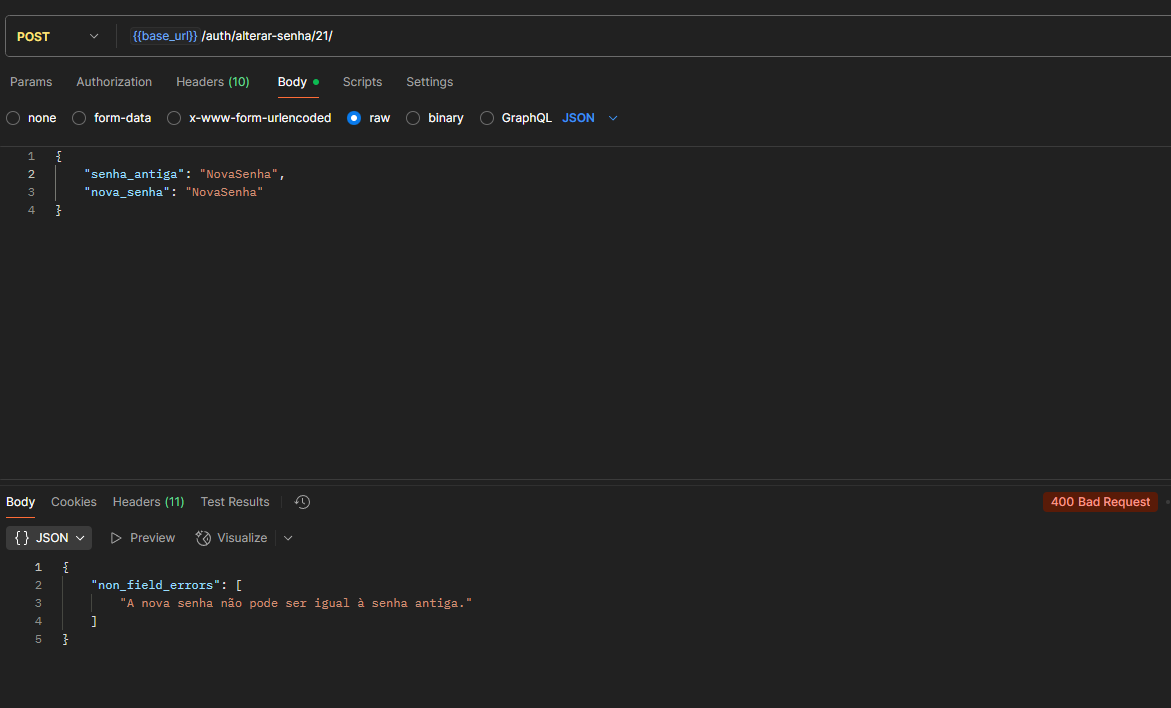 POST {{base_url}} /auth/alterar-senha/21/
Params Authorization Headers (10) Body Scripts Settings
none form-data x-www-form-urlencoded raw binary GraphQL JSON
1 {
2 "senha_antiga": "NovaSenha",
3 "nova_senha": "NovaSenha"
4 }
Body Cookies Headers (11) Test Results 400 Bad Request
{} JSON Preview Visualize
1 {
2 "non_field_errors": [
3 "A nova senha não pode ser igual à senha antiga."
4 ]
5 }